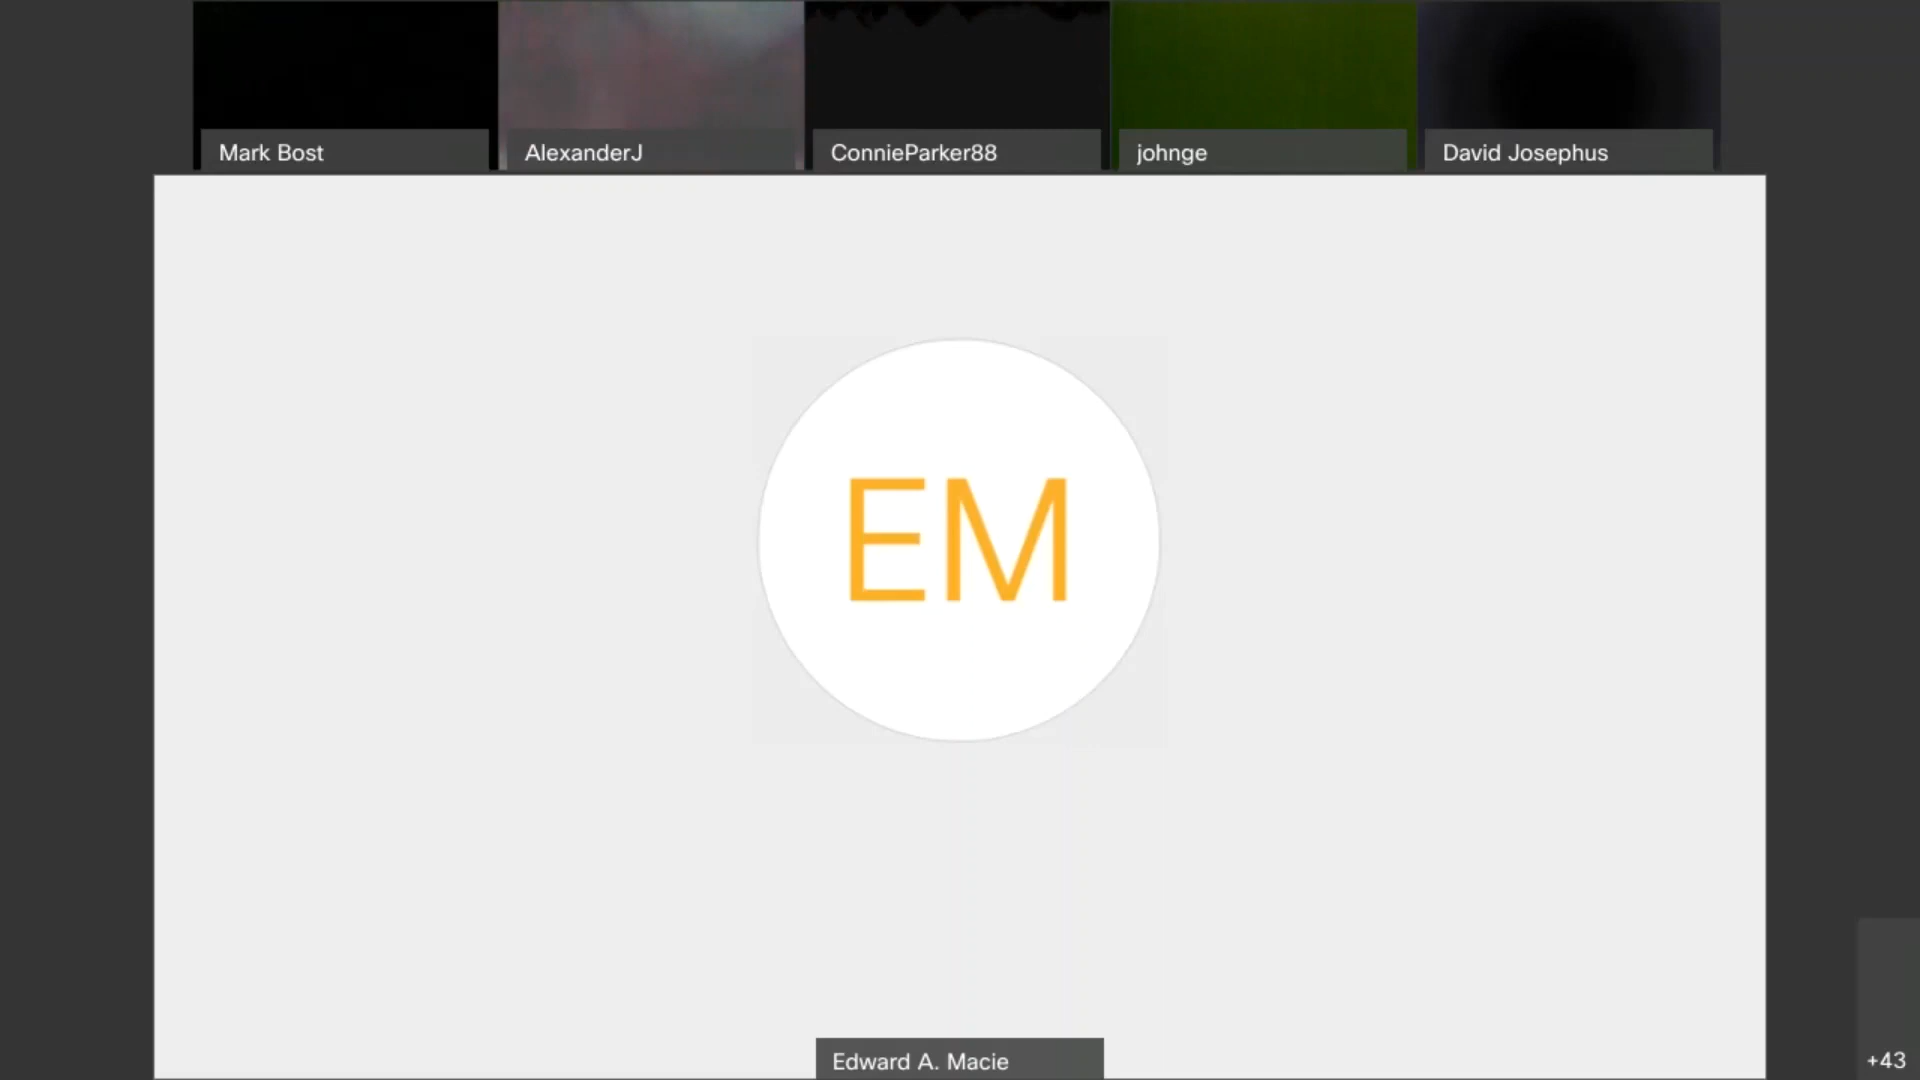 Mark Bost
AlexanderJ
ConnieParker88
johnge
David Josephus
EM
Edward A. Macie
+43